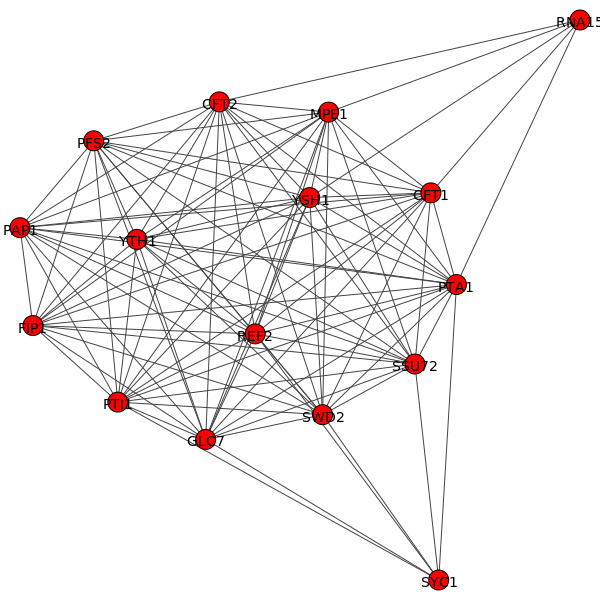 RNA15
CFT2
MPE1
PFS2
YSH1
CFT1
PAP1
YTH1
PTA1
FIP1
REF2
SSU72
PTI1
SWD2
GLC7
SYC1